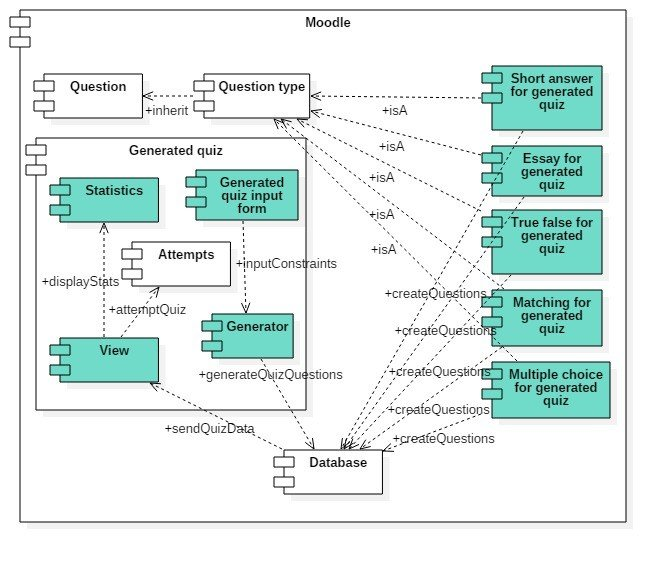 Moodle
Question
Question type
+inherit
Short answer
for generated
quiz
+isA
Generated quiz
Essay for
generated
quiz
+isA
Statistics
Generated
quiz input
form
+isA
True false for
generated
quiz
+isA
Attempts
+isA
+inputConstraints
+displayStats
+attemptQuiz
+createQuestions
Matching for
generated
quiz
Generator
+createQuestions
View
+generateQuizQuestions
+createQuestions
Multiple choice
for generated
quiz
+createQuestions
+sendQuizData
+createQuestions
Database